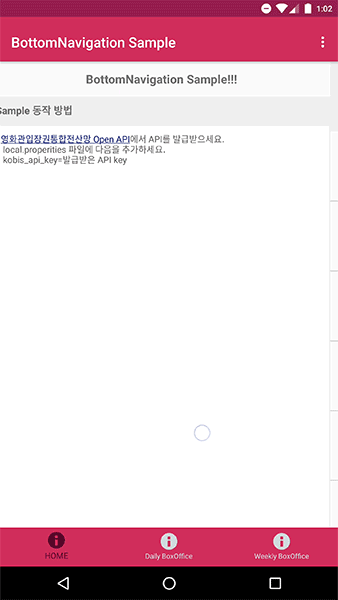 1:02
BottomNavigation Sample
BottomNavigation Sample!!!
Sample 동작 방법
영화관입장권통합전산망 Open API에서 API를 발급받으세요.
local.properities 파일에 다음을 추가하세요.
kobis_api_key=발급받은 API key
HOME
Daily BoxOffice
Weekly BoxOffice